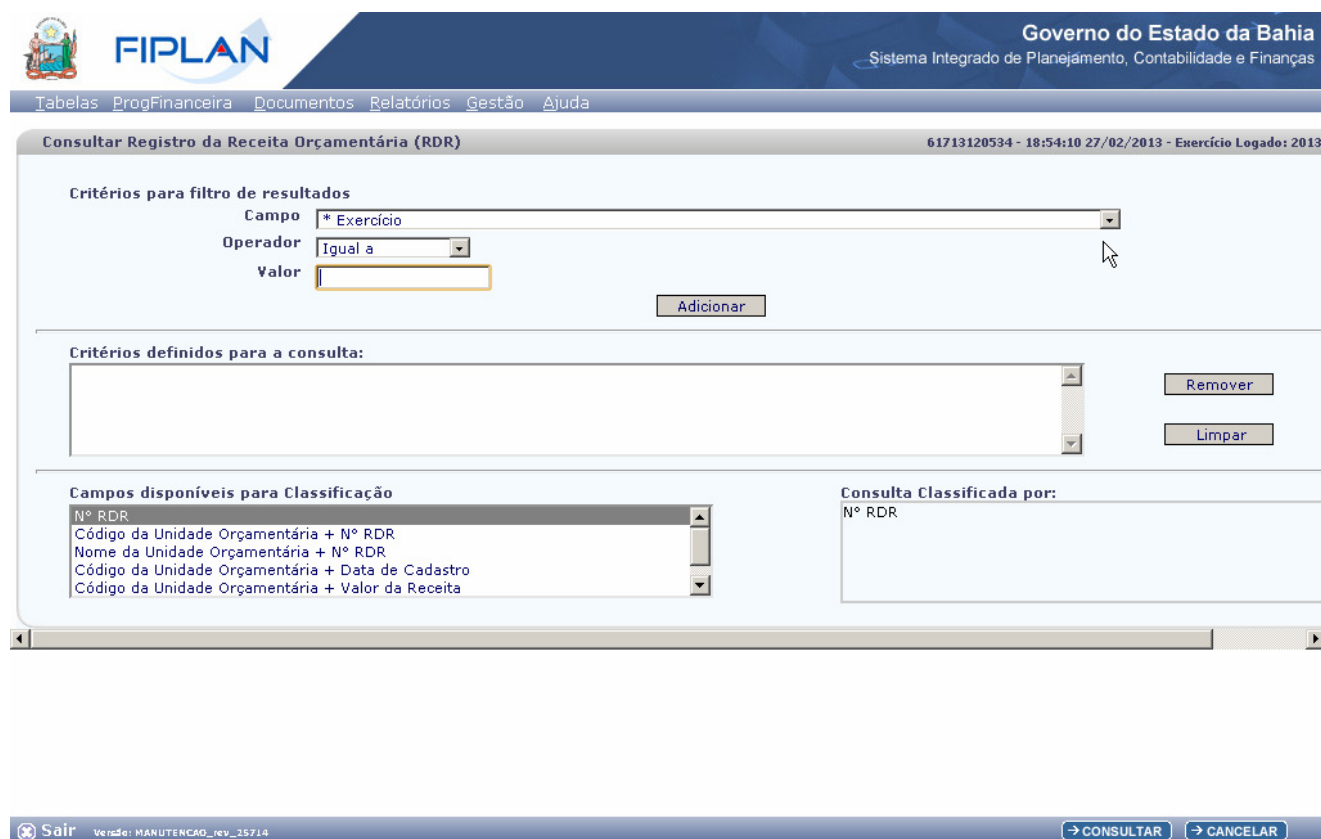 FIPLAN
Governo do Estado da Bahia
Sistema Integrado de Planejamento, Contabilidade e Finanças
Tabelas ProgFinanceira Documentos Relatórios Gestão Ajuda
Consultar Registro da Receita Orçamentária (RDR) 61713120534 - 18:54:10 27/02/2013 - Exercício Logado: 2013
Critérios para filtro de resultados
Campo * Exercício
Operador Igual a
Valor
Adicionar
Critérios definidos para a consulta:
Remover
Limpar
Campos disponíveis para Classificação Consulta Classificada por:
Nº RDR Nº RDR
Código da Unidade Orçamentária + Nº RDR
Nome da Unidade Orçamentária + Nº RDR
Código da Unidade Orçamentária + Data de Cadastro
Código da Unidade Orçamentária + Valor da Receita
Sair Versão: MANUTENCAO_rev_25714 CONSULTAR CANCELAR